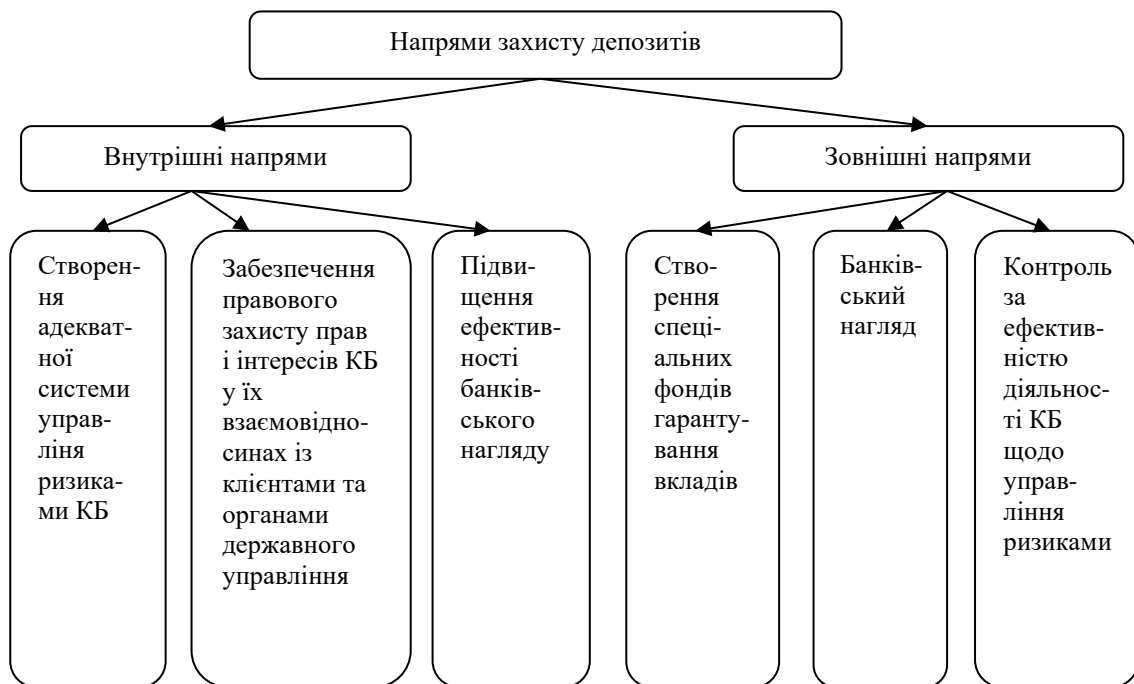 Напрями захисту депозитів
Внутрішні напрями
Зовнішні напрями
Створен-
ня
адекват-
ної
системи
управ-
ліня
ризика-
ми КБ
Забезпечення
правового
захисту прав
і інтересів КБ
у їх
взаємовідно-
синах із
клієнтами та
органами
державного
управління
Підви-
щення
ефектив-
ності
банків-
ського
нагляду
Ство-
рення
спеці-
альних
фондів
гаранту-
вання
вкладів
Банків-
ський
нагляд
Контроль
за
ефектив-
ністю
діяльнос-
ті КБ
щодо
управ-
ління
ризиками